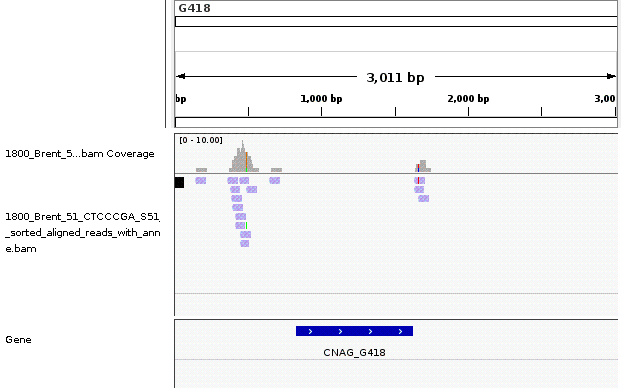 G418
3,011 bp
bp
1,000 bp
2,000 bp
3,00
[0 - 10.00]
1800_Brent_5...bam Coverage
1800_Brent_51_CTCCCGA_S51
_sorted_aligned_reads_with_ann
e.bam
Gene
CNAG_G418